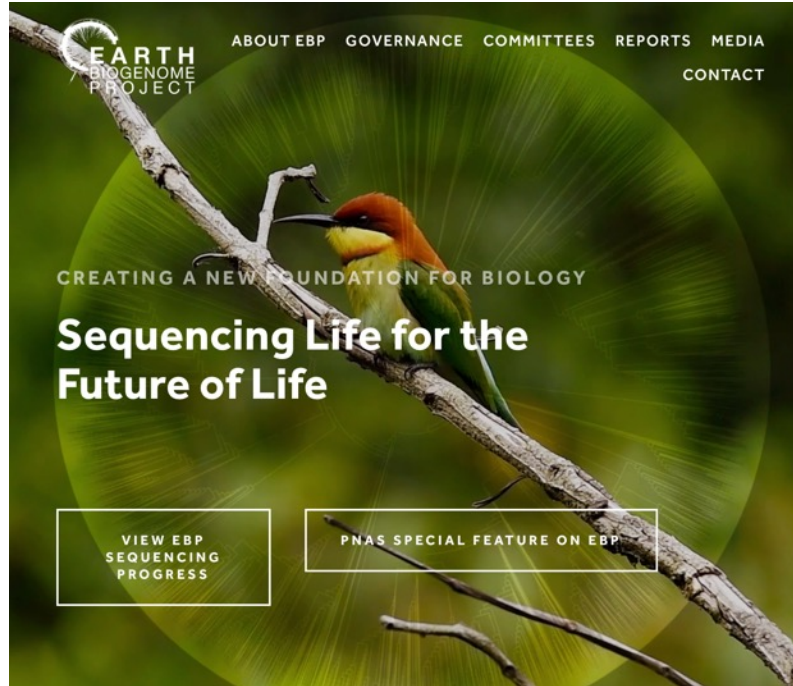 EARTH
BIOGENOME
PROJECT
ABOUT EBP GOVERNANCE COMMITTEES REPORTS MEDIA
CONTACT
CREATING A NEW FOUNDATION FOR BIOLOGY
Sequencing Life for the
Future of Life
VIEW EBP
SEQUENCING
PROGRESS
PNAS SPECIAL FEATURE ON EBP